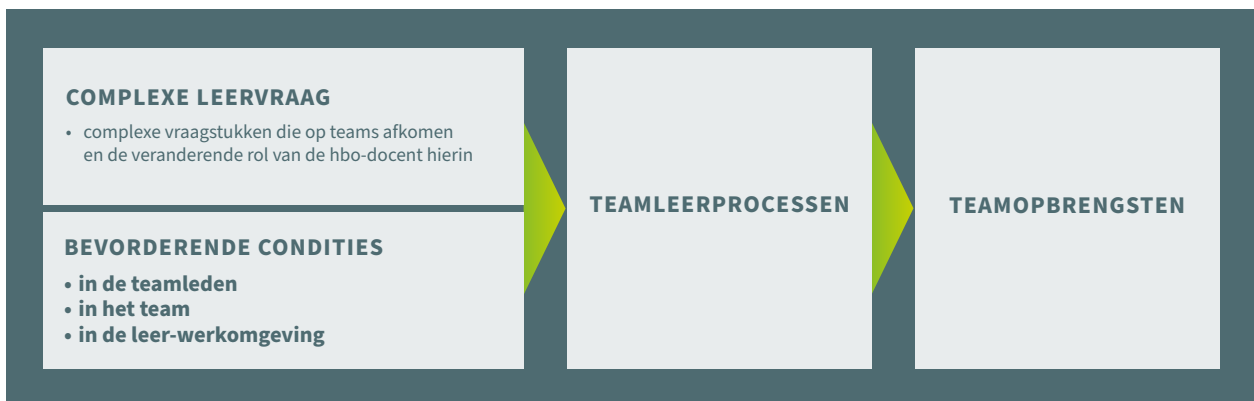 COMPLEXE LEERVRAAG
• complexe vraagstukken die op teams afkomen
en de veranderende rol van de hbo-docent hierin
BEVORDERENDE CONDITIES
• in de teamleden
• in het team
• in de leer-werkomgeving
TEAMLEERPROCESSEN
TEAMOPBRENGSTEN